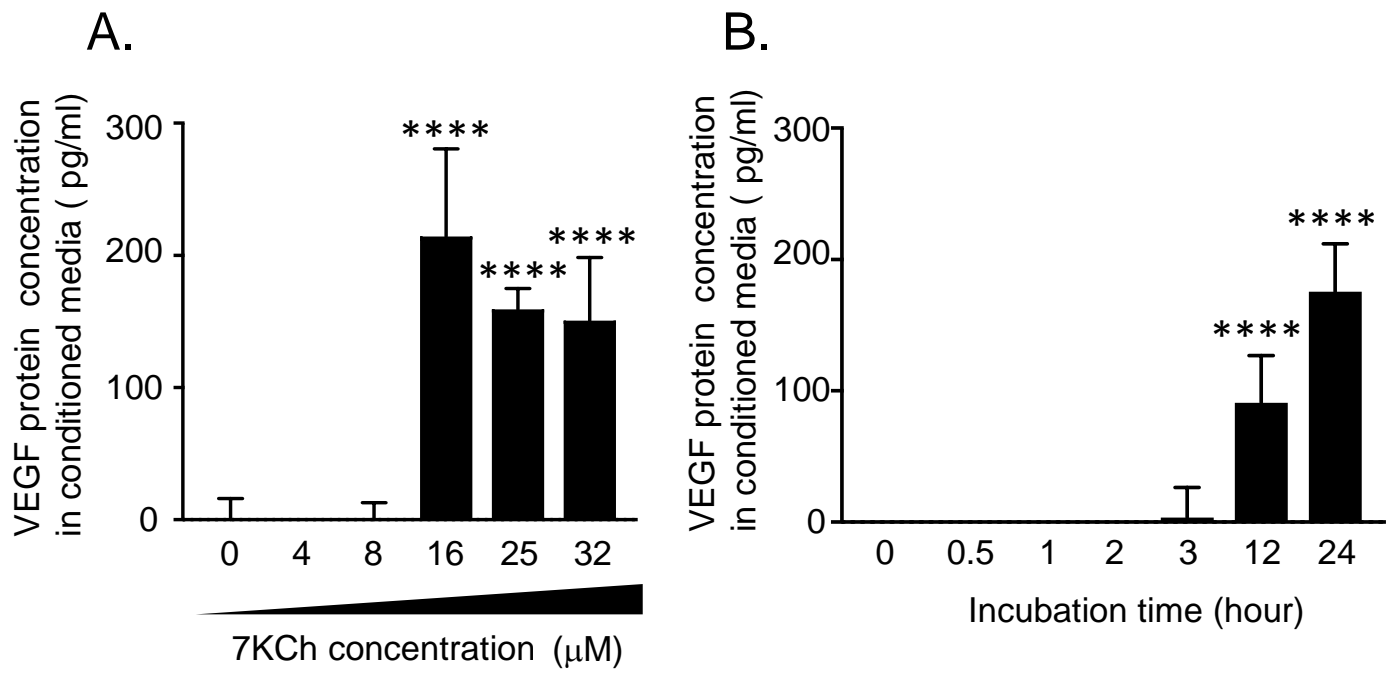 A.
VEGF protein concentration
in conditioned media ( pg/ml)
300
200
100
0
****
****
****
0 4 8 16 25 32
7KCh concentration (μM)
B.
VEGF protein concentration
in conditioned media ( pg/ml)
300
200
100
0
****
****
0 0.5 1 2 3 12 24
Incubation time (hour)